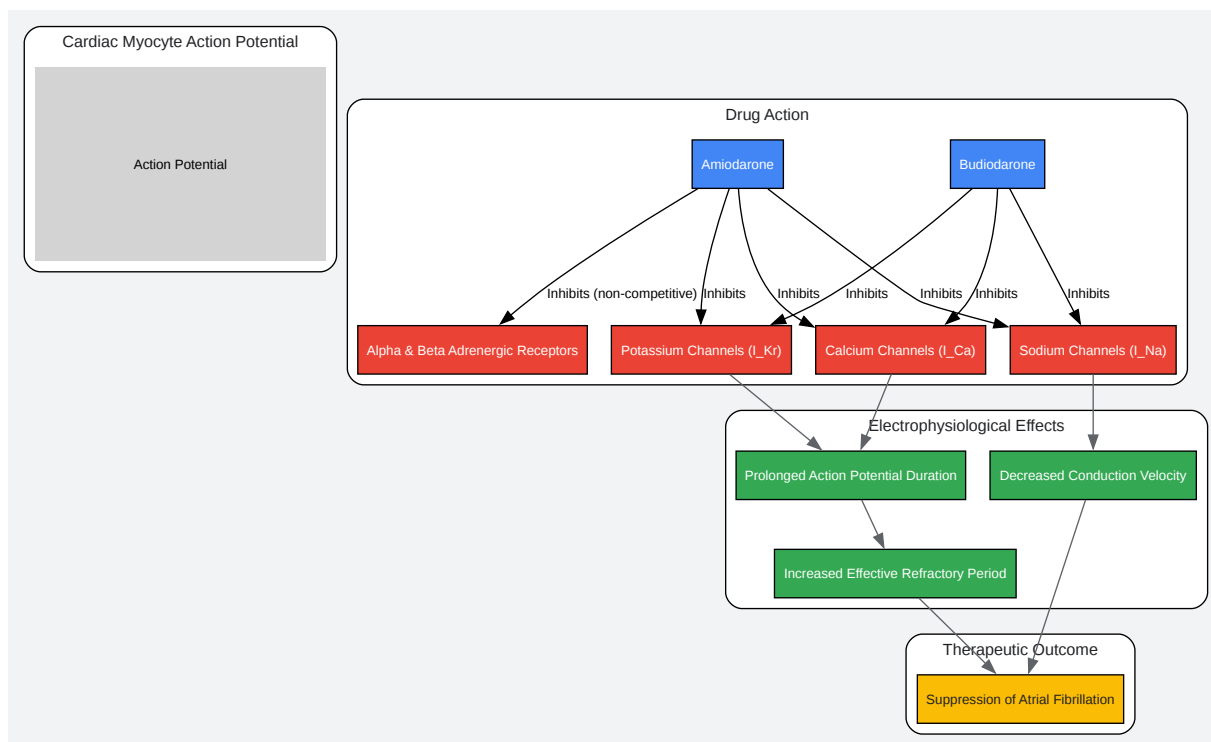 Cardiac Myocyte Action Potential
Action Potential
Drug Action
Amiodarone
Budiodarone
Inhibits (non-competitive)
Inhibits
Inhibits
Inhibits
Inhibits
Inhibits
Inhibits
Alpha & Beta Adrenergic Receptors
Potassium Channels (I_Kr)
Calcium Channels (I_Ca)
Sodium Channels (I_Na)
Electrophysiological Effects
Prolonged Action Potential Duration
Decreased Conduction Velocity
Increased Effective Refractory Period
Therapeutic Outcome
Suppression of Atrial Fibrillation